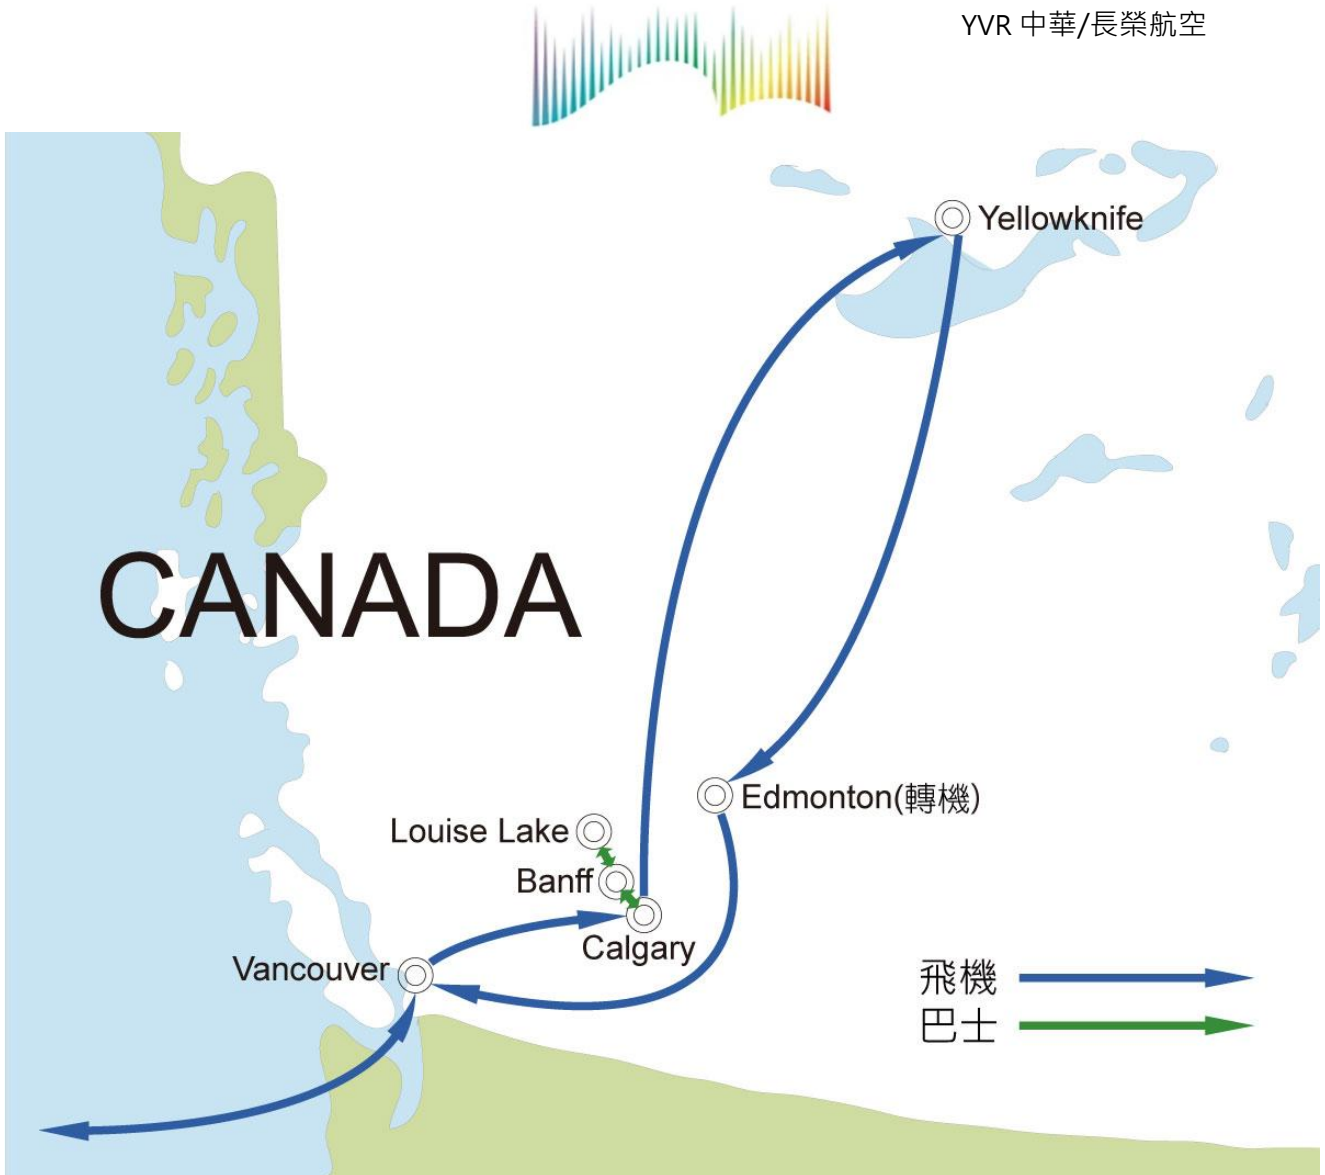 YVR 中華/長榮航空
Yellowknife
CANADA
Edmonton(轉機)
Louise Lake
Banff
Calgary
Vancouver
飛機
巴士